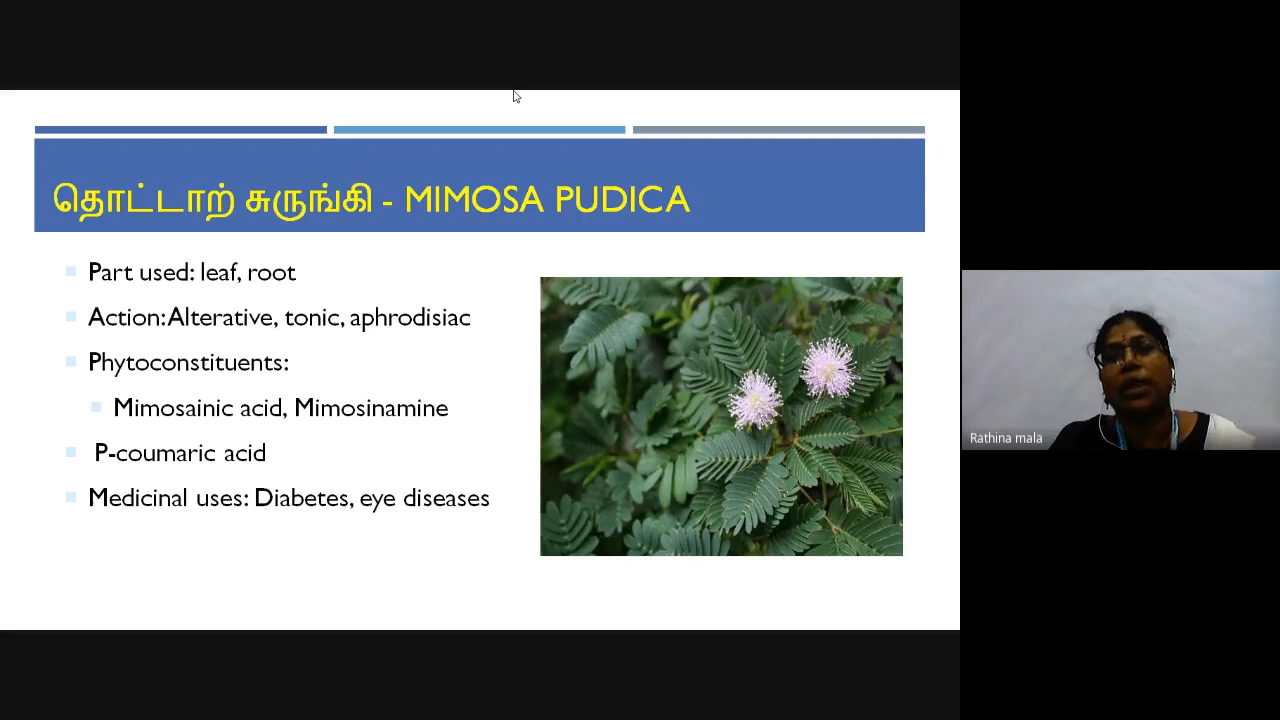 தொட்டாற் சுருங்கி - MIMOSA PUDICA
Part used: leaf, root
Action: Alterative, tonic, aphrodisiac
Phytoconstituents:
Mimosainic acid, Mimosinamine
P-coumaric acid
Medicinal uses: Diabetes, eye diseases
Rathina mala